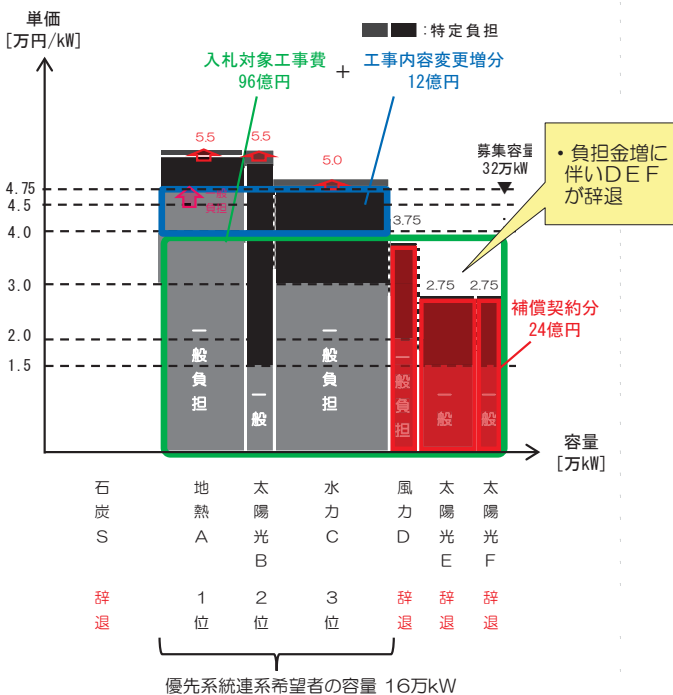 単価
[万円/kW]
:特定負担
入札対象工事費
96億円
+
工事内容変更増分
12億円
5.5
5.5
5.0
募集容量
32万kW
・負担金増に
伴いDEF
が辞退
4.75
4.5
4.0
3.0
2.0
1.5
負担
3.75
2.75
2.75
補償契約分
24億円
一般負担
一般
一般負担
一般負担
一般
一般
容量
[万kW]
石炭S
地熱A
太陽光B
水力C
風力D
太陽光E
太陽光F
辞退
1位
2位
3位
辞退
辞退
辞退
優先系統連系希望者の容量 16万kW